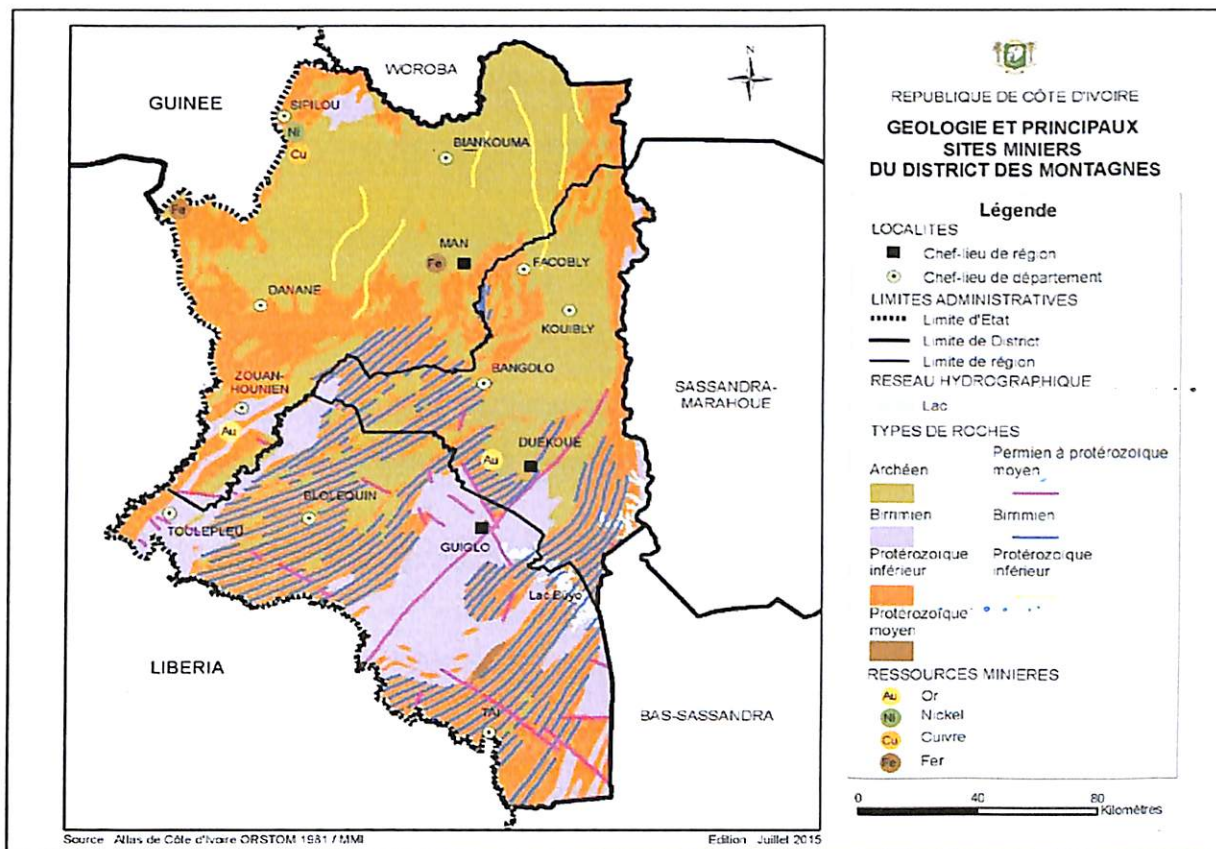 WOROBA
N
GUINEE
SIPILOU
Ni
Cu
BIANKOUMA
Fe
MAN
Fe
FACOBLY
DANANE
KOUIBLY
BANGOLO
ZOUAN-
HOUNIEN
Au
SASSANDRA-
MARAHOUE
DUEKOUE
Au
BLOLEQUIN
TOULEPLEU
GUIGLO
Lac Buyo
LIBERIA
TAI
BAS-SASSANDRA
Source : Atlas de Côte d'Ivoire ORSTOM 1981 / MMI
Edition : Juillet 2015
REPUBLIQUE DE CÔTE D'IVOIRE
GEOLOGIE ET PRINCIPAUX
SITES MINIERS
DU DISTRICT DES MONTAGNES
Légende
LOCALITES
Chef-lieu de région
Chef-lieu de département
LIMITES ADMINISTRATIVES
Limite d'Etat
Limite de District
Limite de région
RESEAU HYDROGRAPHIQUE
Lac
TYPES DE ROCHES
Archéen
Permien à protérozoïque
moyen
Birrimien
Birrimien
Protérozoïque
inférieur
Protérozoïque
inférieur
Protérozoïque
moyen
RESSOURCES MINIERES
Au Or
Ni Nickel
Cu Cuivre
Fe Fer
0 40 80
Kilomètres